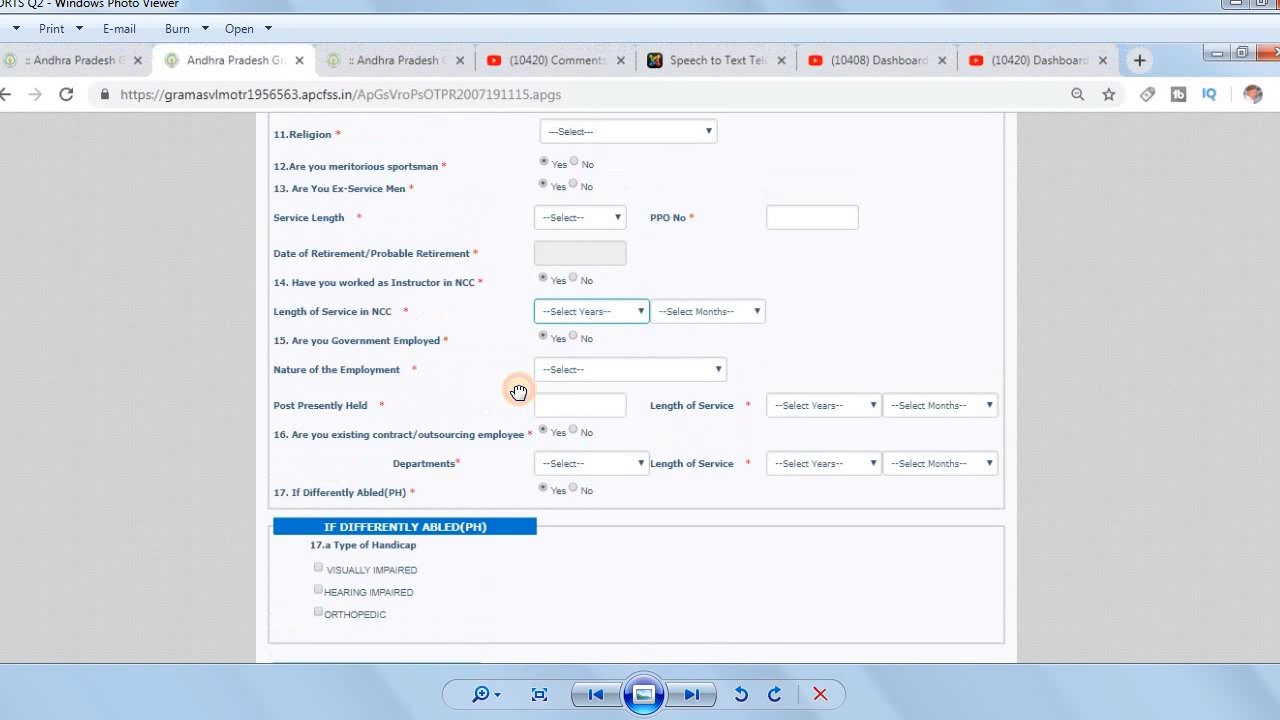 ORTS Q2 - Windows Photo Viewer
Print E-mail Burn Open
:: Andhra Pradesh G Andhra Pradesh Gr :: Andhra Pradesh (10420) Comments Speech to Text Tel (10408) Dashboard (10420) Dashboard
https://gramasvlmotr1956563.apcfss.in/ApGsVroPsOTPR2007191115.apgs
11.Religion * ---Select---
12.Are you meritorious sportsman * Yes No
13. Are You Ex-Service Men * Yes No
Service Length * --Select-- PPO No *
Date of Retirement/Probable Retirement *
14. Have you worked as Instructor in NCC * Yes No
Length of Service in NCC * --Select Years-- --Select Months--
15. Are you Government Employed * Yes No
Nature of the Employment * --Select--
Post Presently Held * Length of Service * --Select Years-- --Select Months--
16. Are you existing contract/outsourcing employee * Yes No
Departments* --Select-- Length of Service * --Select Years-- --Select Months--
17. If Differently Abled(PH) * Yes No
IF DIFFERENTLY ABLED(PH)
17.a Type of Handicap
VISUALLY IMPAIRED
HEARING IMPAIRED
ORTHOPEDIC